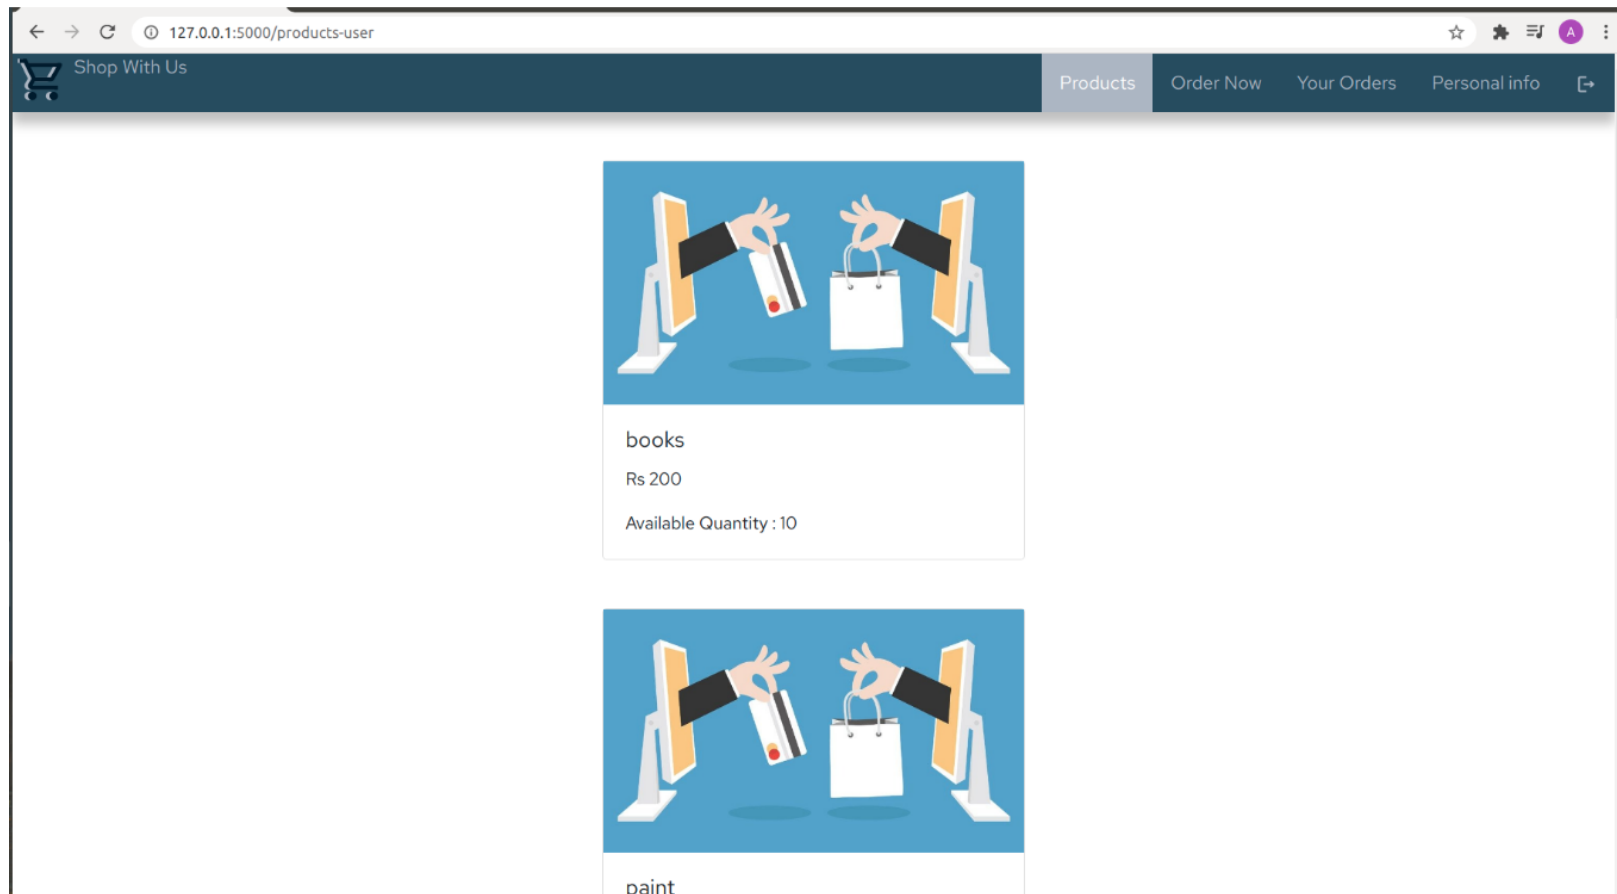 127.0.0.1:5000/products-user
A
Shop With Us
Products Order Now Your Orders Personal info
books
Rs 200
Available Quantity : 10
paint